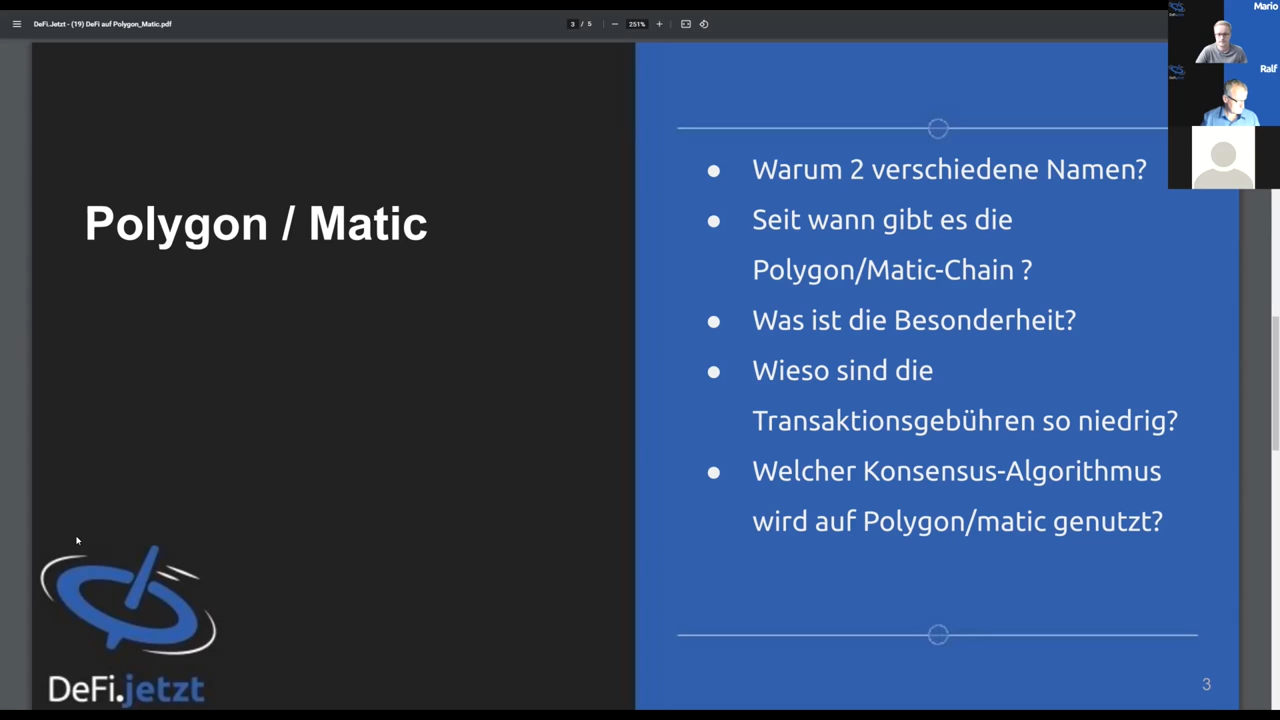 DeFi.Jetzt - (19) DeFi auf Polygon_Matic.pdf
3 / 5
251%
Mario
Ralf
Polygon / Matic
Warum 2 verschiedene Namen?
Seit wann gibt es die
Polygon/Matic-Chain ?
Was ist die Besonderheit?
Wieso sind die
Transaktionsgebühren so niedrig?
Welcher Konsensus-Algorithmus
wird auf Polygon/matic genutzt?
DeFi.jetzt
3